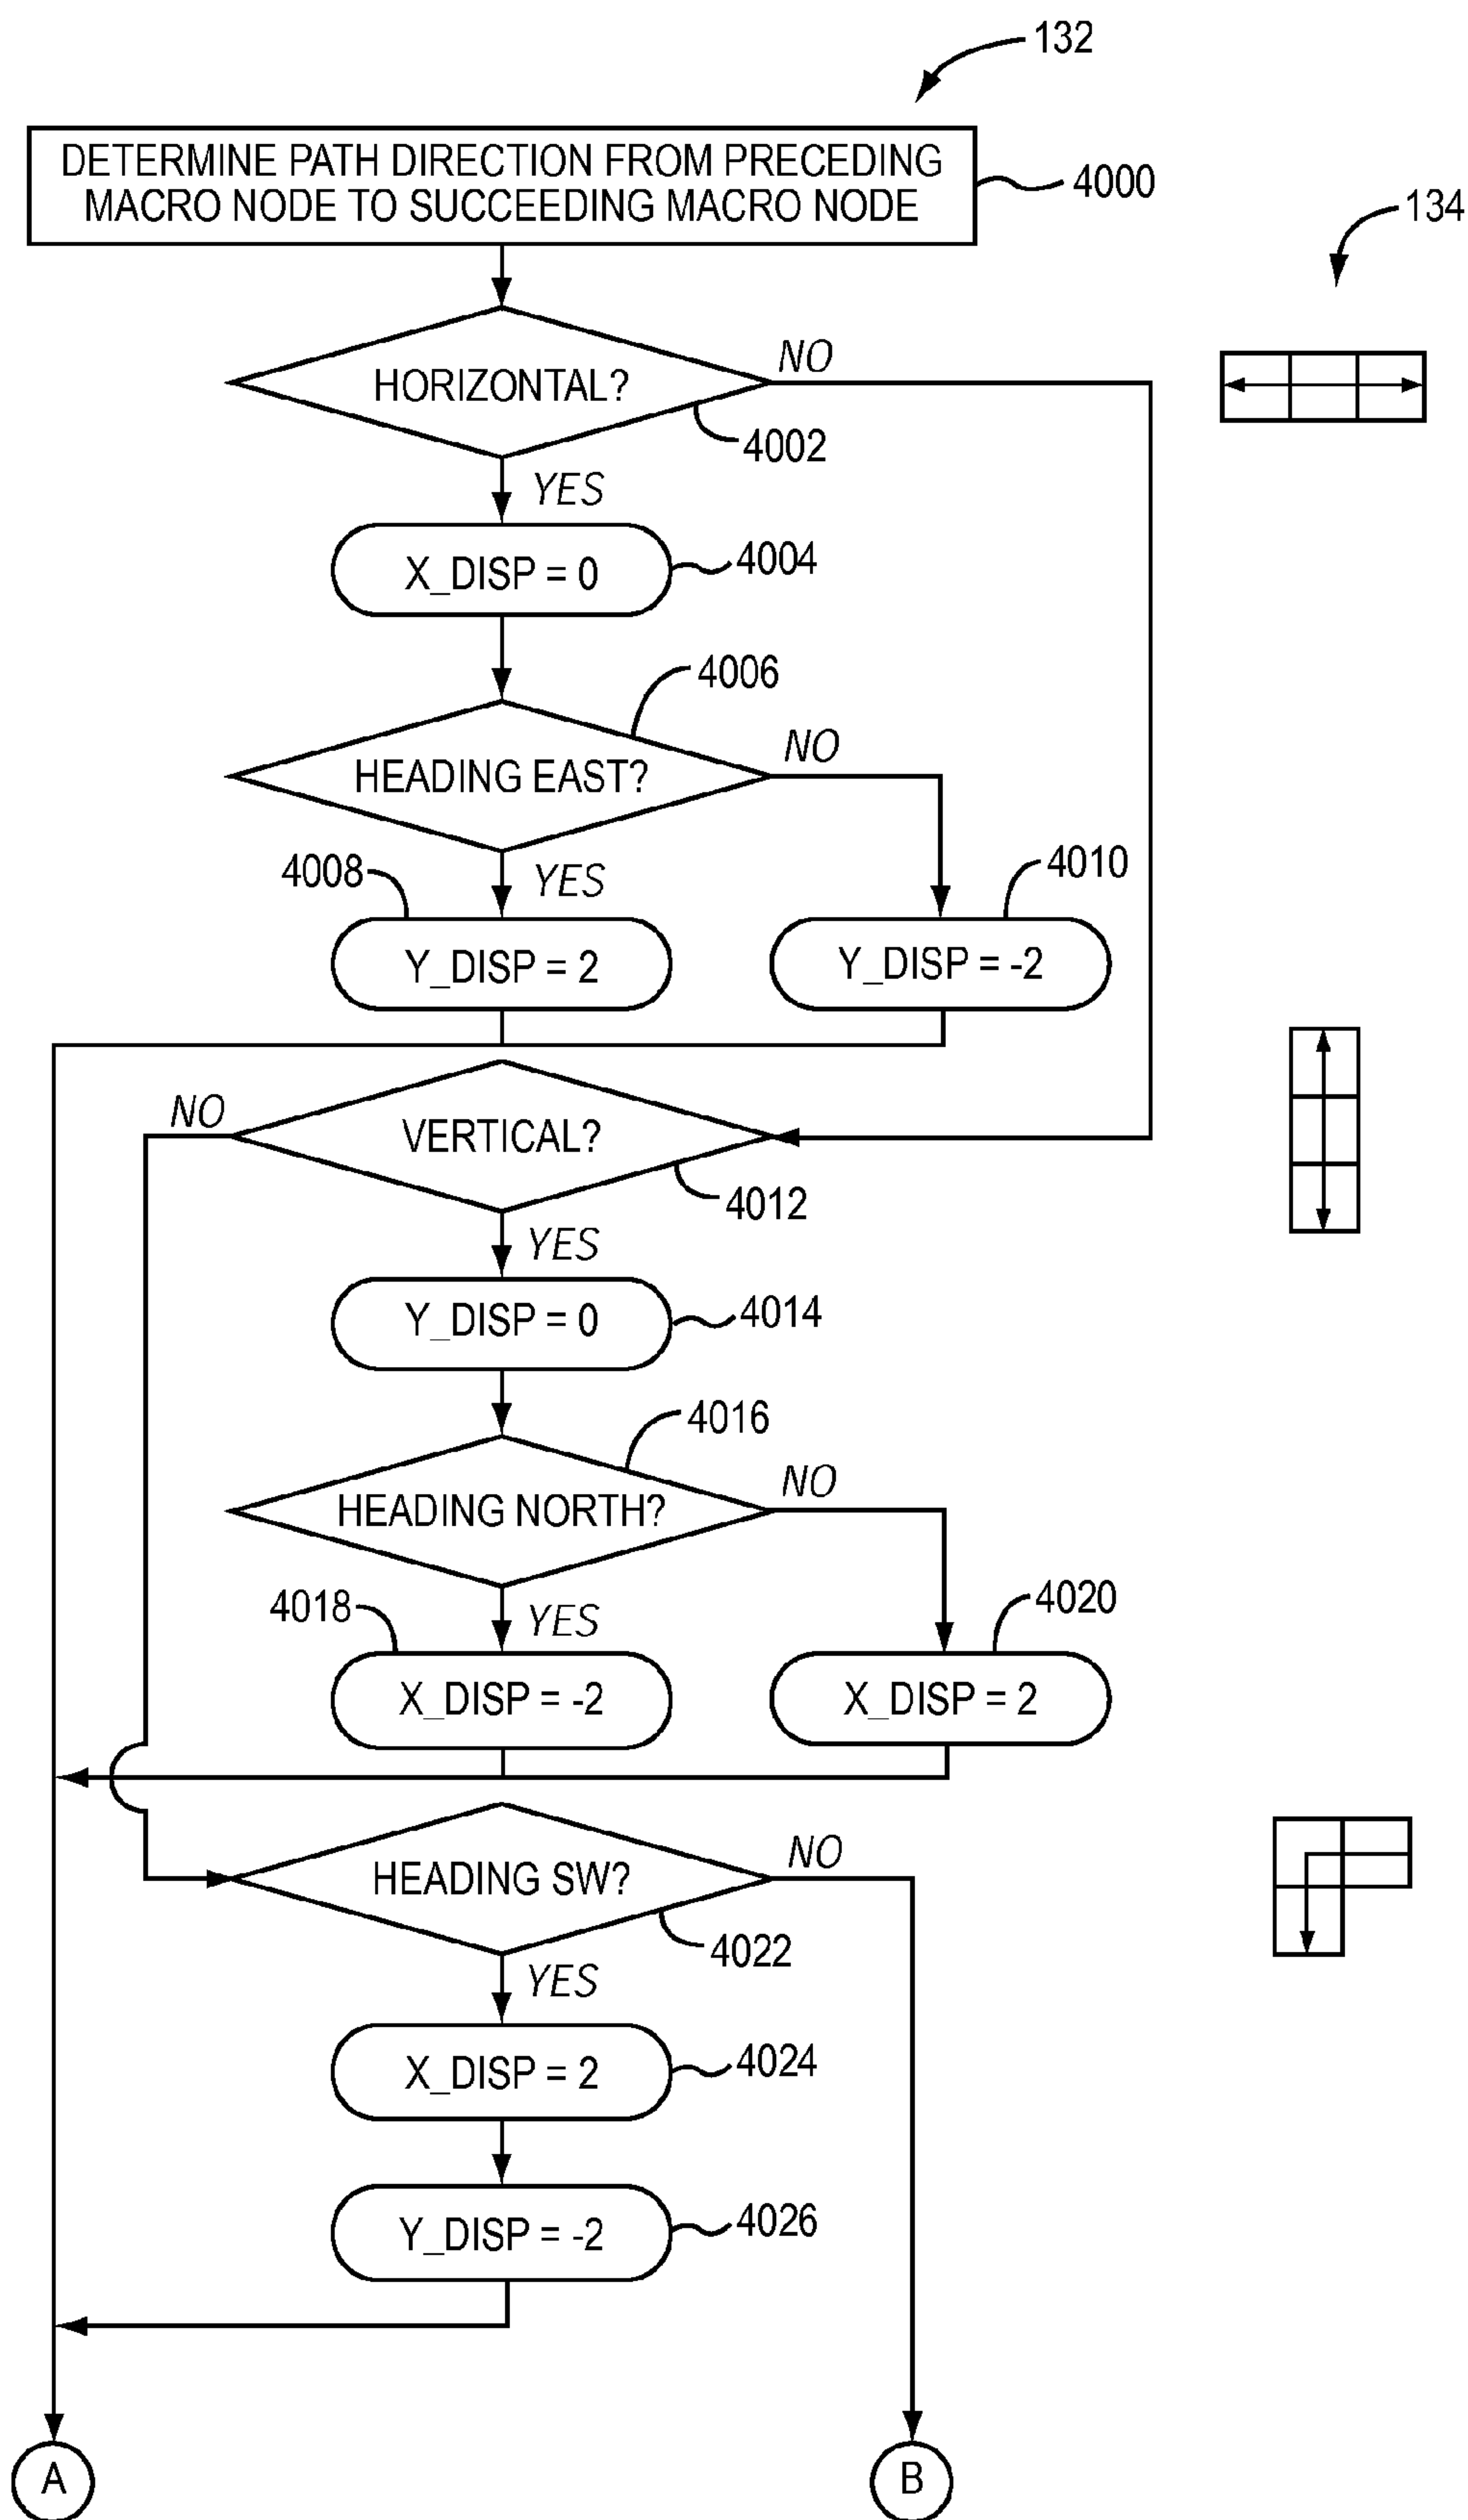 132
DETERMINE PATH DIRECTION FROM PRECEDING
MACRO NODE TO SUCCEEDING MACRO NODE
4000
134
HORIZONTAL?
NO
4002
YES
X_DISP = 0
4004
4006
HEADING EAST?
NO
4008
YES
4010
Y_DISP = 2
Y_DISP = -2
NO
VERTICAL?
4012
YES
Y_DISP = 0
4014
4016
HEADING NORTH?
NO
4018
YES
4020
X_DISP = -2
X_DISP = 2
HEADING SW?
NO
4022
YES
X_DISP = 2
4024
Y_DISP = -2
4026
A
B